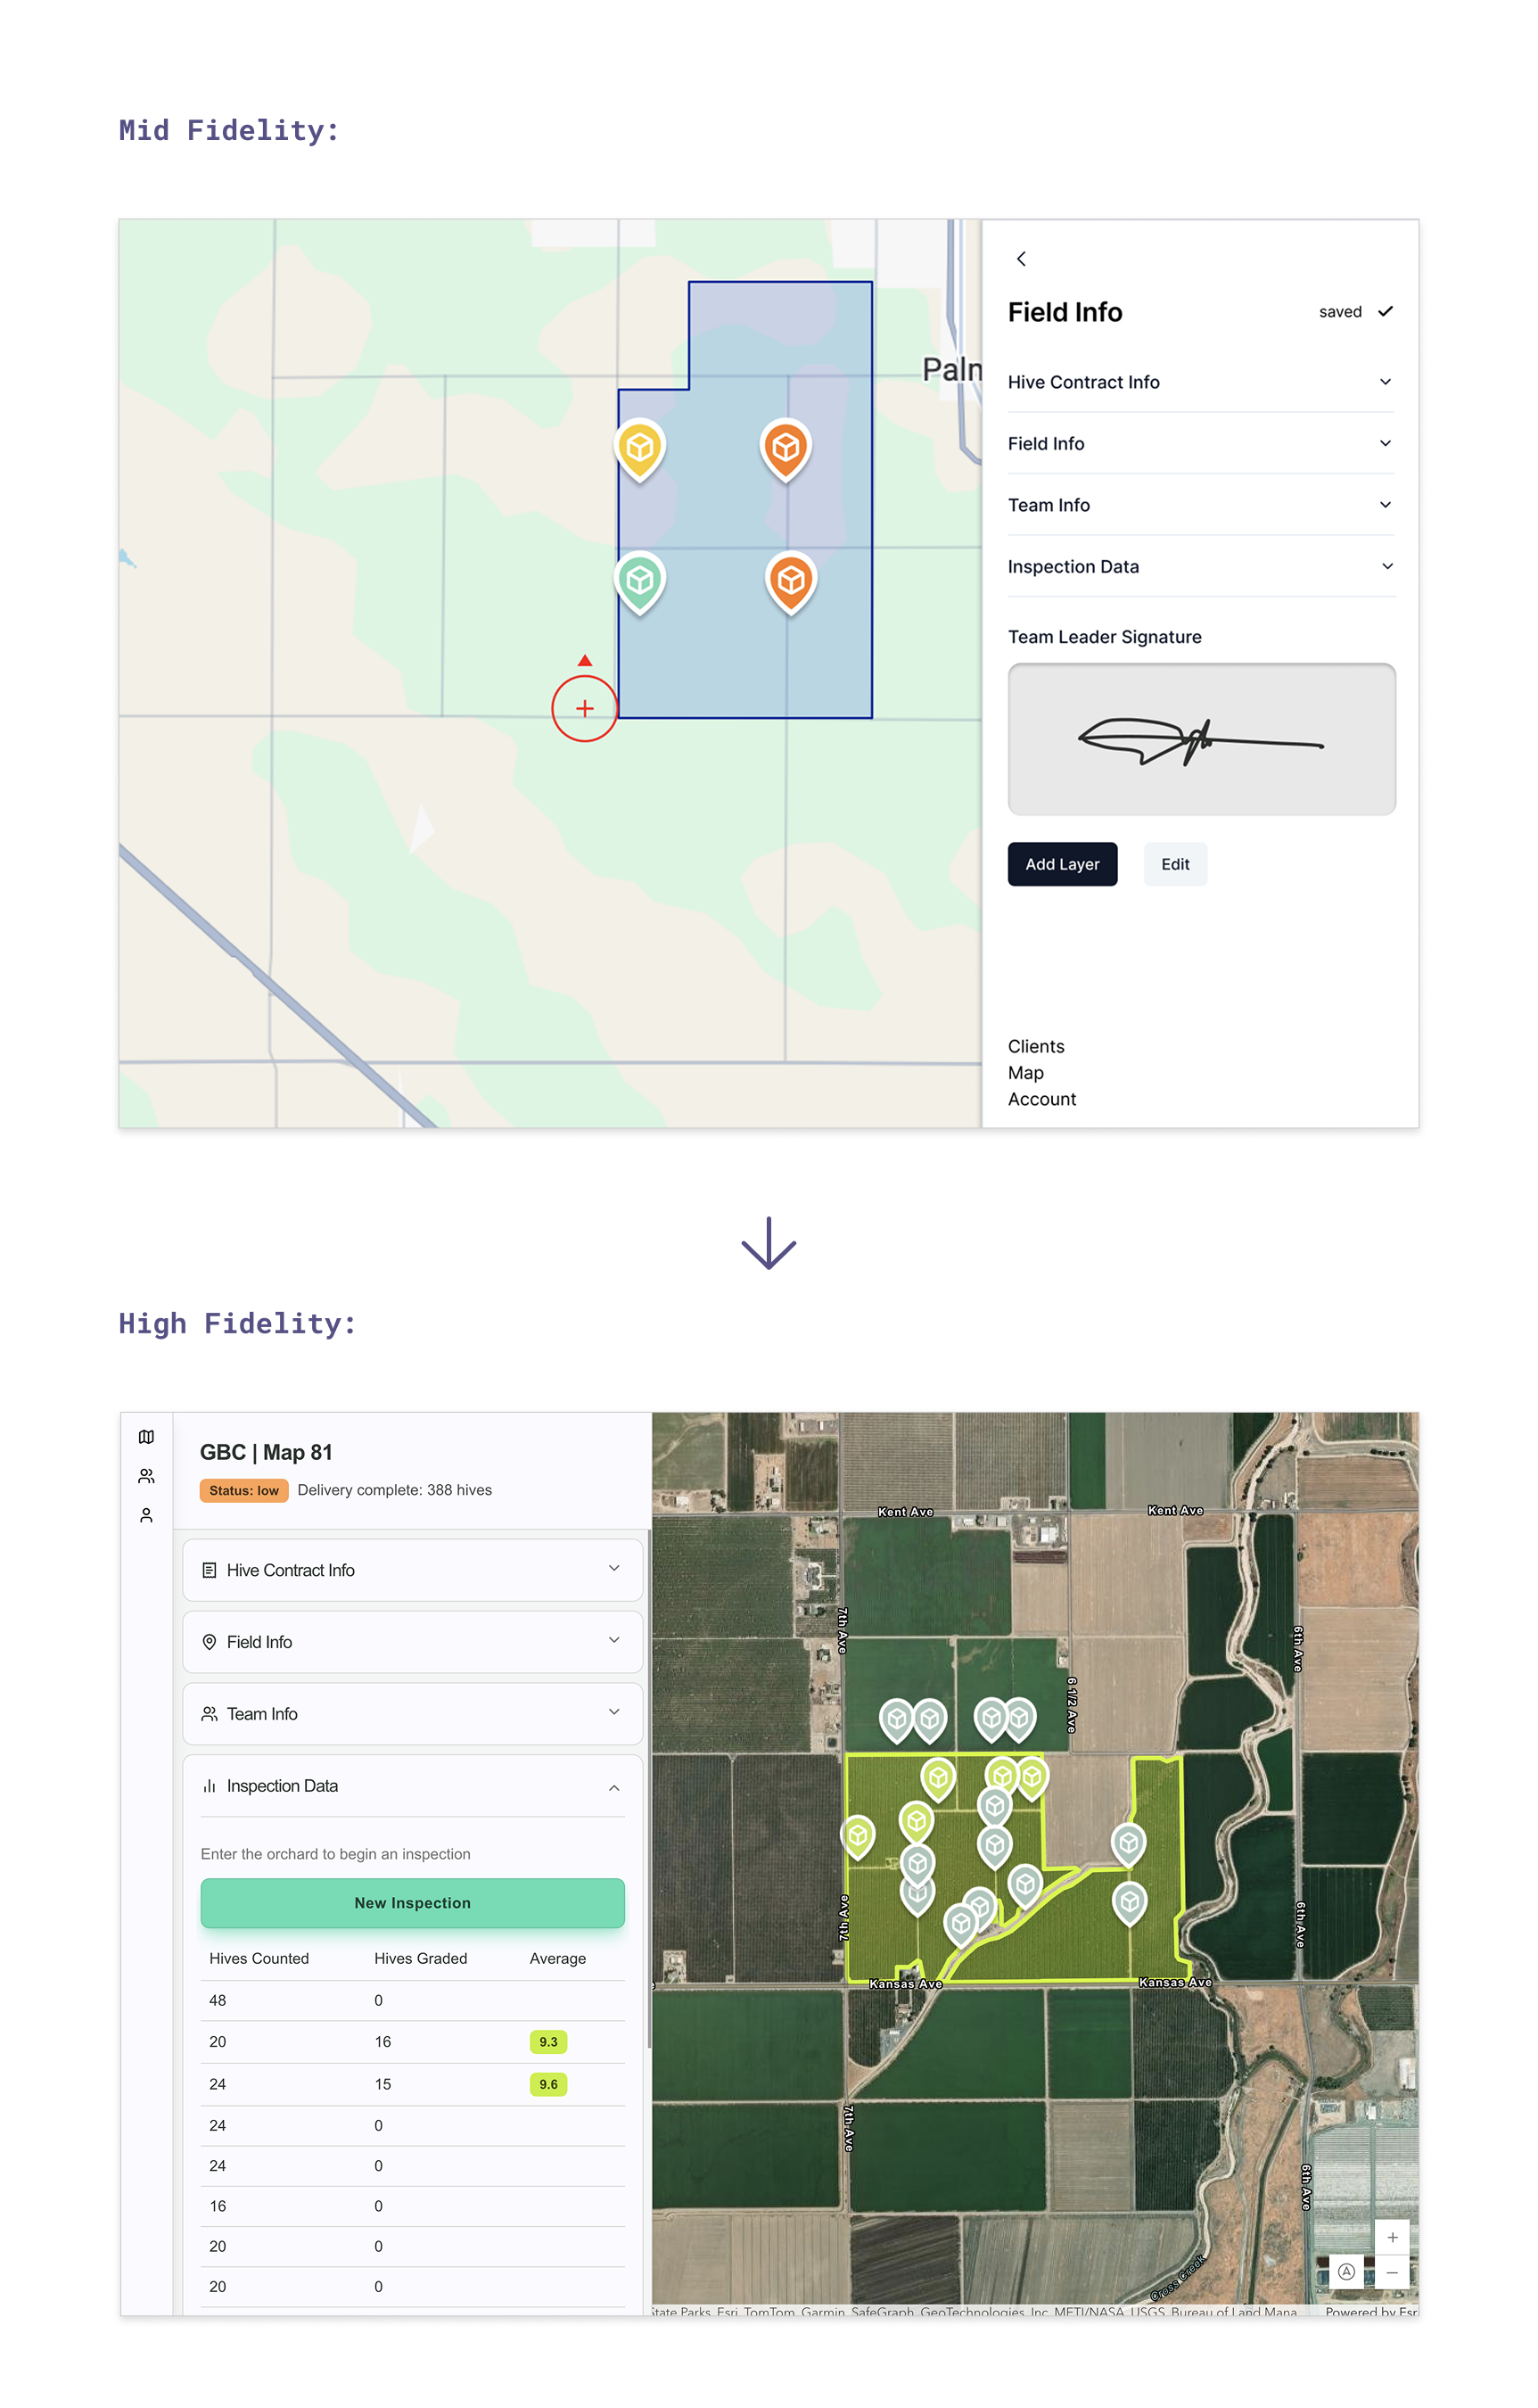 Mid Fidelity:
Paln
Field Info
saved
Hive Contract Info
Field Info
Team Info
Inspection Data
Team Leader Signature
Add Layer
Edit
Clients
Map
Account
High Fidelity:
GBC | Map 81
Status: low Delivery complete: 388 hives
Hive Contract Info
Field Info
Team Info
Inspection Data
Enter the orchard to begin an inspection
New Inspection
Hives Counted Hives Graded Average
48 0
20 16 9.3
24 15 9.6
24 0
24 0
16 0
20 0
20 0
Kent Ave
Kent Ave
7th Ave
6th Ave
6 1/2 Ave
7th Ave
6th Ave
Kansas Ave
Kansas Ave
7th Ave
6th Ave
Cross Creek
State Parks, Esri, TomTom, Garmin, SafeGraph, GeoTechnologies, Inc, METI/NASA, USGS, Bureau of Land Mana... Powered by Esri